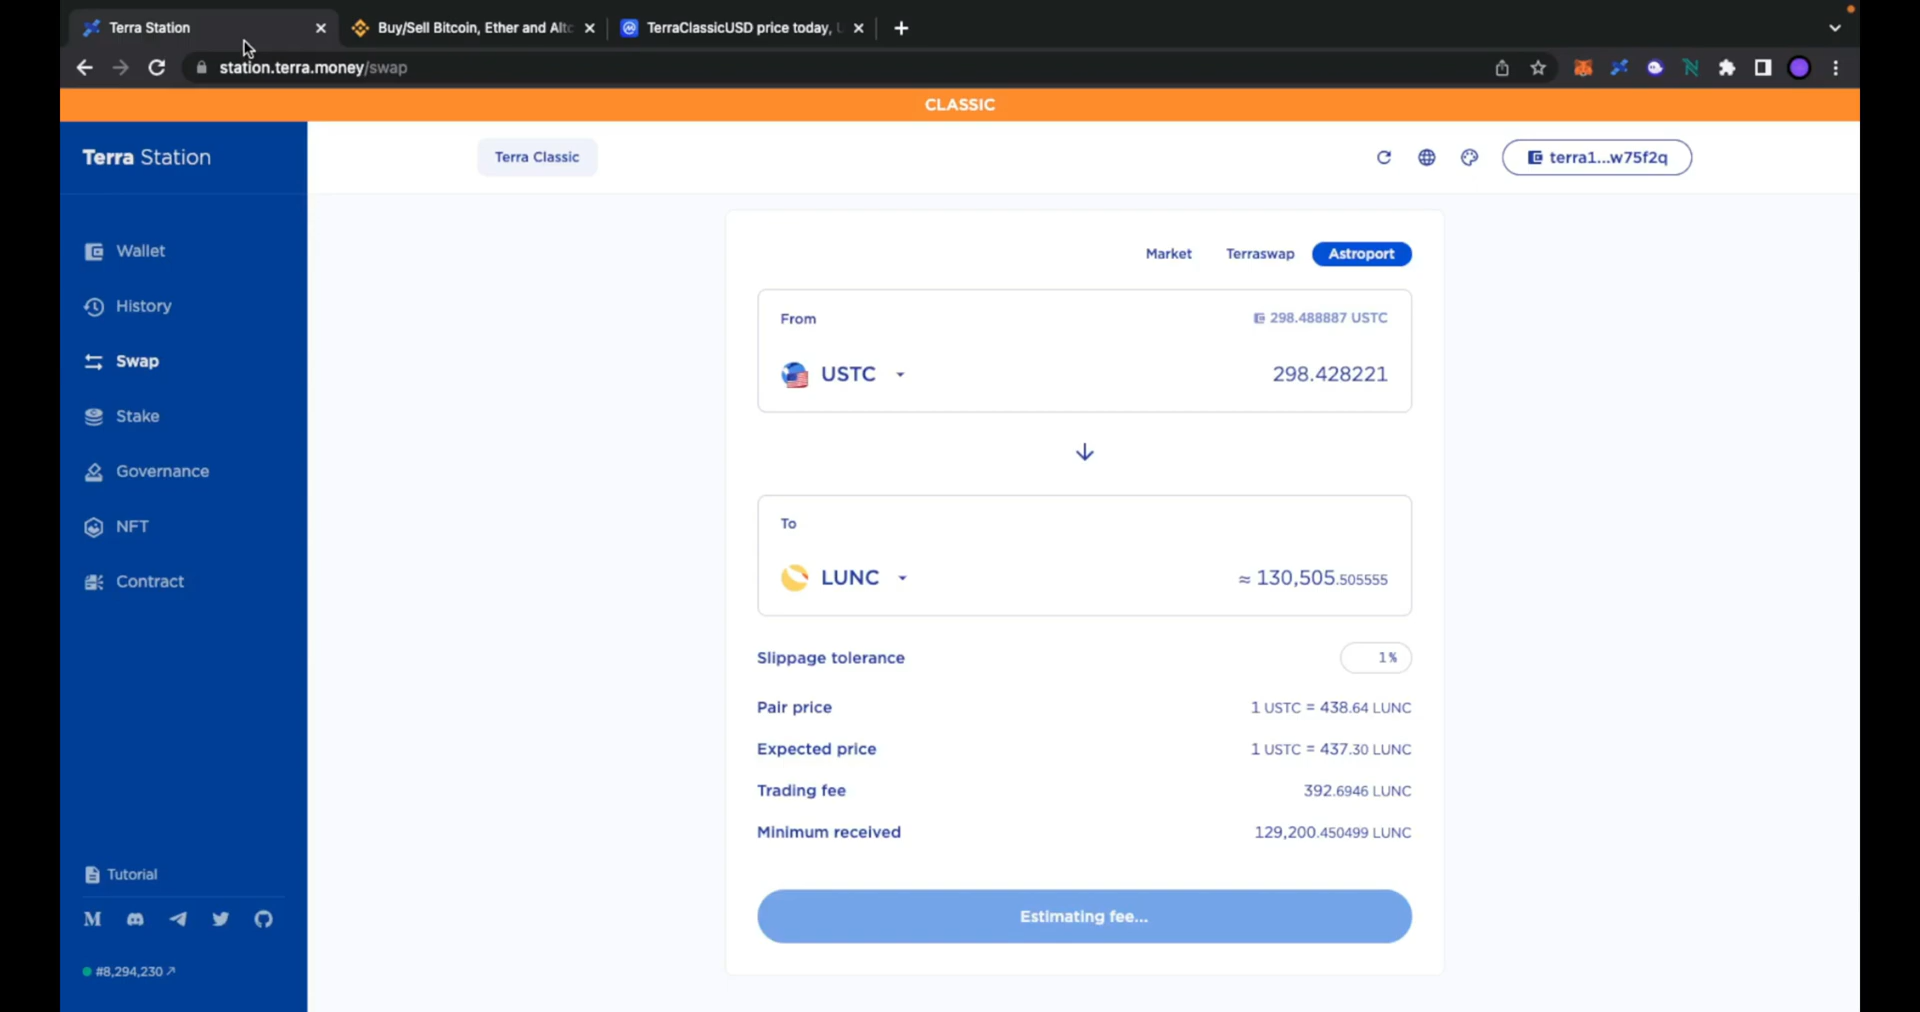 Terra Station
Buy/Sell Bitcoin, Ether and Altc
TerraClassicUSD price today, U
station.terra.money/swap
CLASSIC
Terra Station
Terra Classic
terra1...w75f2q
Wallet
History
Swap
Stake
Governance
NFT
Contract
Tutorial
#8,294,230
Market Terraswap Astroport
From 298.488887 USTC
USTC 298.428221
To
LUNC ≈ 130,505.505555
Slippage tolerance 1%
Pair price 1 USTC = 438.64 LUNC
Expected price 1 USTC = 437.30 LUNC
Trading fee 392.6946 LUNC
Minimum received 129,200.450499 LUNC
Estimating fee...